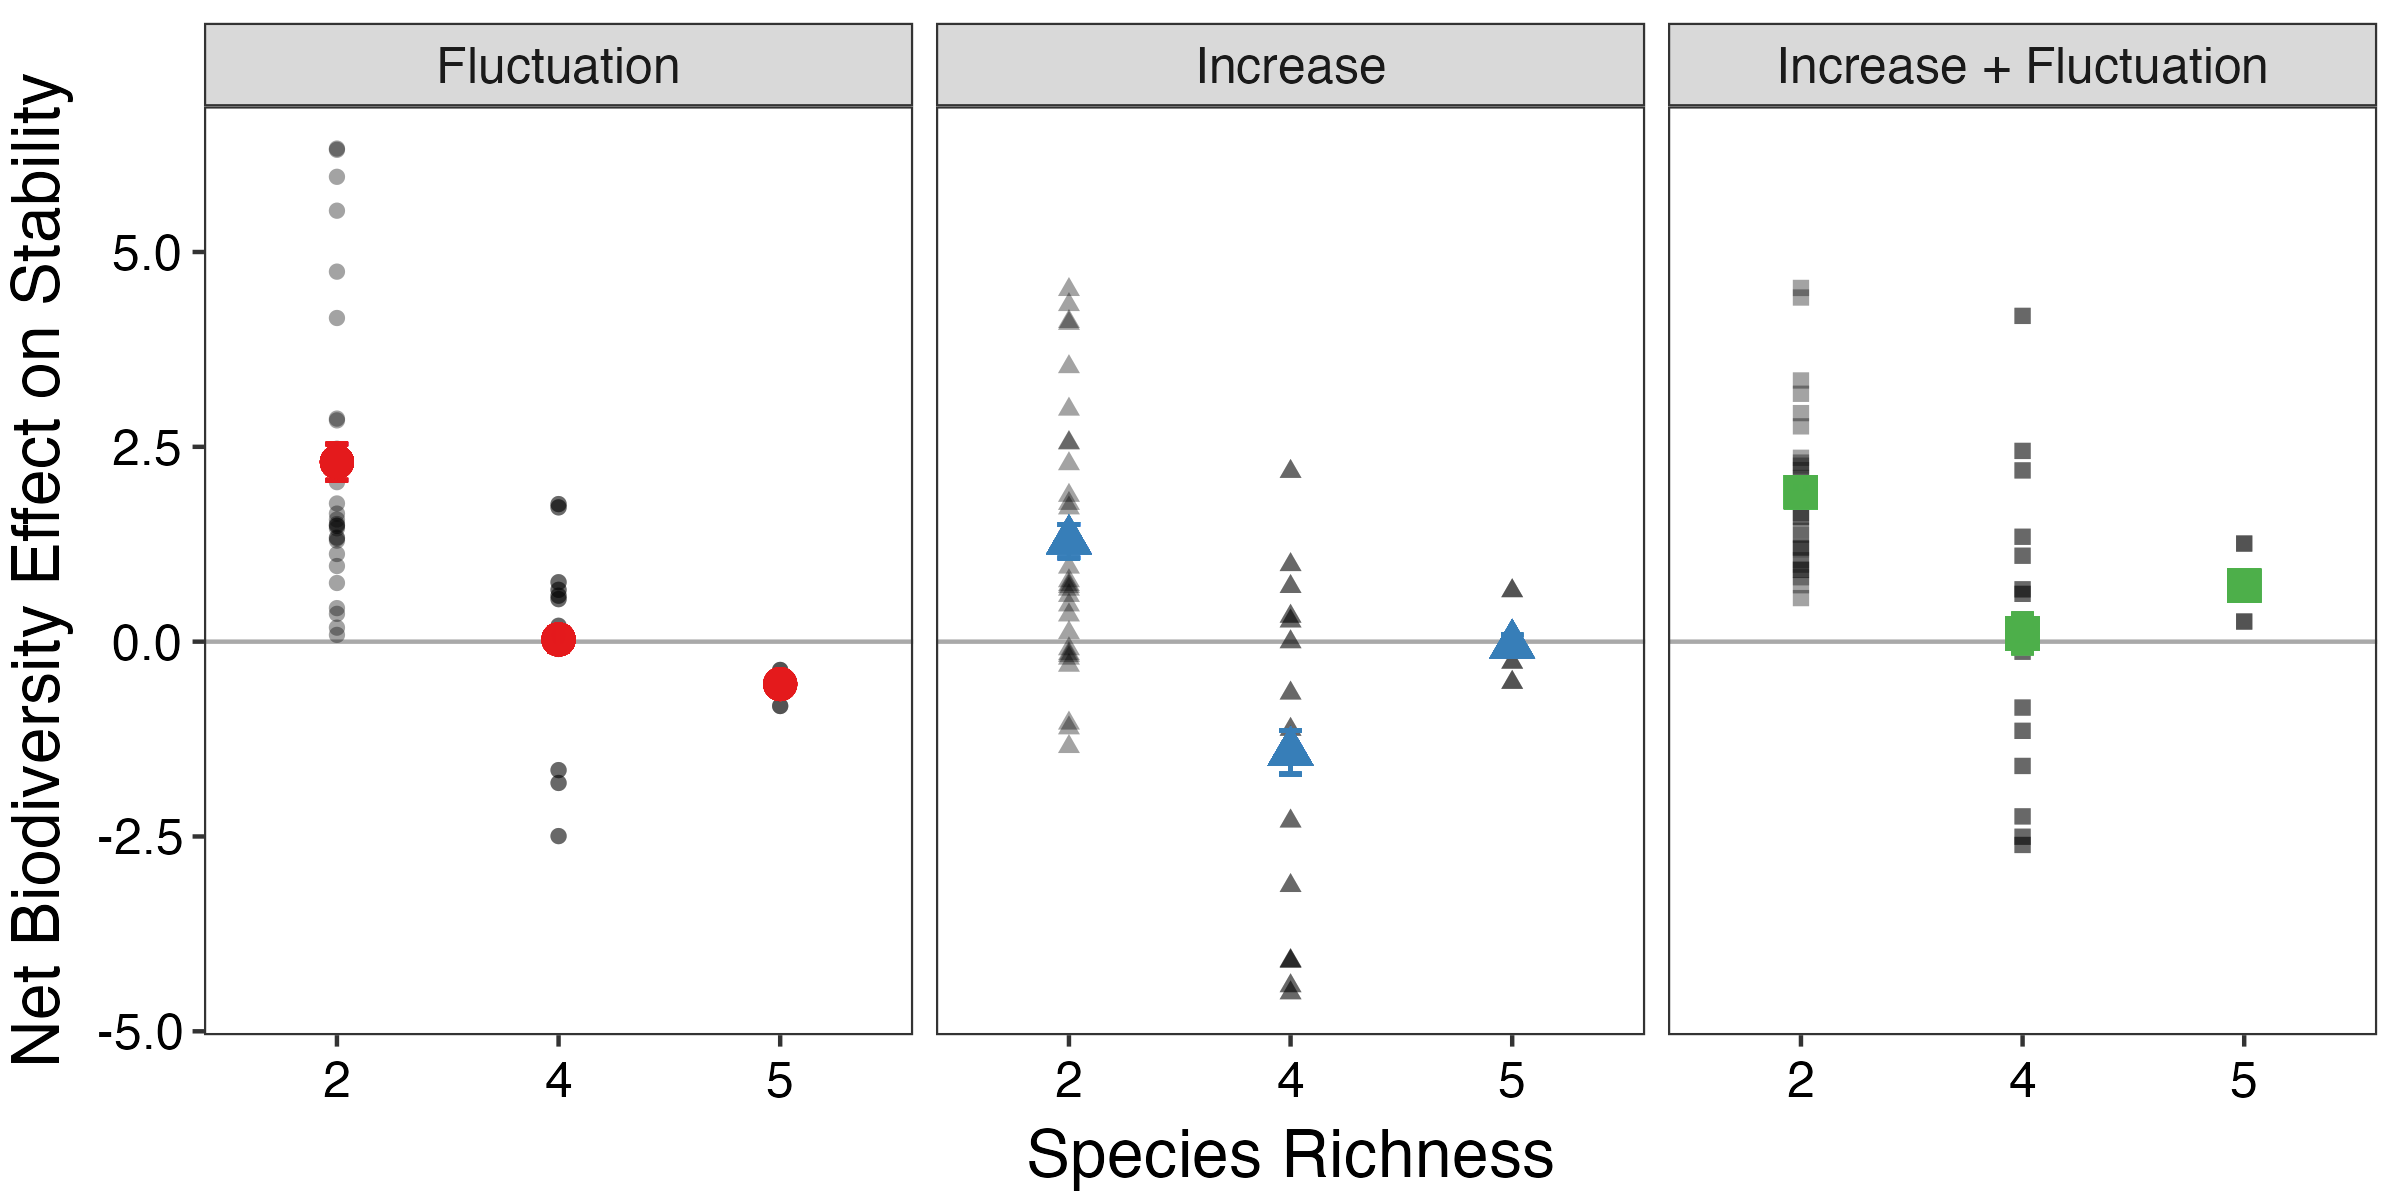 Fluctuation
Increase
Increase + Fluctuation
Net Biodiversity Effect on Stability
5.0
2.5
0.0
-2.5
-5.0
2 4 5
2 4 5
2 4 5
Species Richness